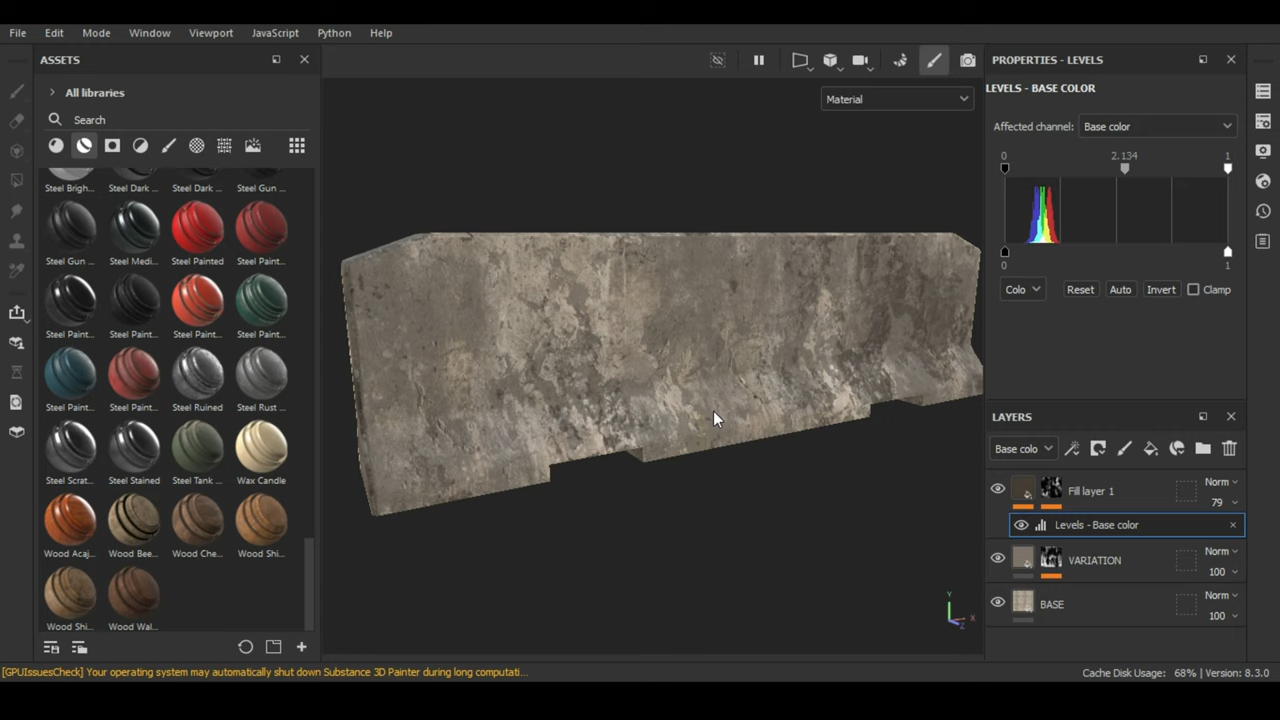 File Edit Mode Window Viewport JavaScript Python Help
ASSETS
All libraries
Search
Steel Brigh... Steel Dark ... Steel Dark ... Steel Gun ...
Steel Gun ... Steel Medi... Steel Painted Steel Paint...
Steel Paint... Steel Paint... Steel Paint... Steel Paint...
Steel Paint... Steel Paint... Steel Ruined Steel Rust ...
Steel Scrat... Steel Stained Steel Tank ... Wax Candle
Wood Acaj... Wood Bee... Wood Che... Wood Shi...
Wood Shi... Wood Wal...
Material
Y
X
Z
PROPERTIES - LEVELS
LEVELS - BASE COLOR
Affected channel: Base color
0 2.134 1
0 1
Colo Reset Auto Invert Clamp
LAYERS
Base colo
Fill layer 1 Norm
79
Levels - Base color
VARIATION Norm
100
BASE Norm
100
[GPUIssuesCheck] Your operating system may automatically shut down Substance 3D Painter during long computati...
Cache Disk Usage: 68% | Version: 8.3.0